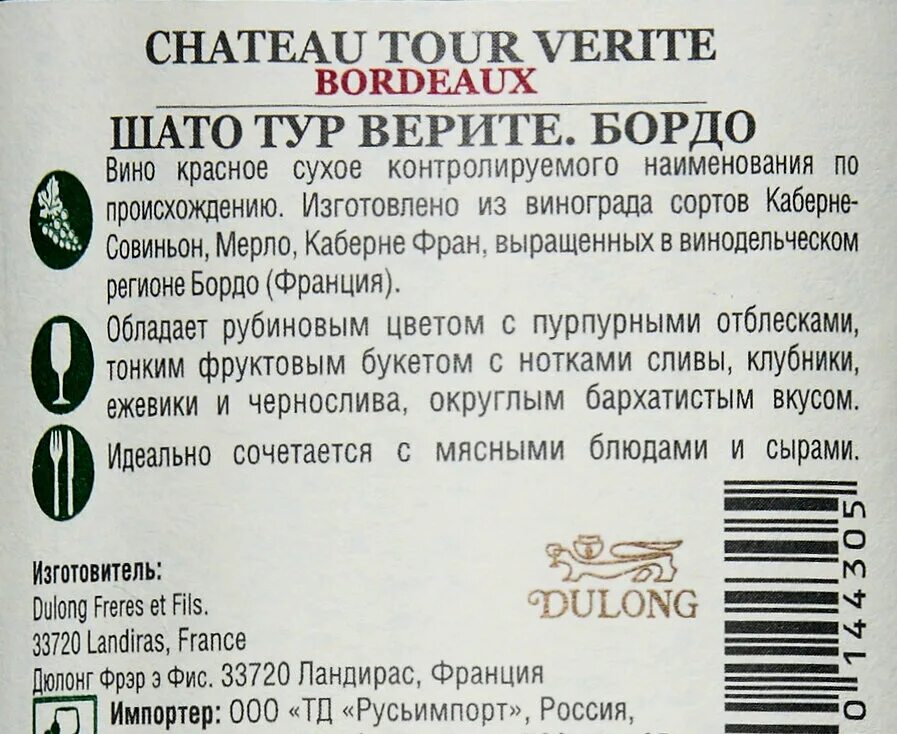 CHATEAU TOUR VERITE
BORDEAUX
ШАТО ТУР ВЕРИТЕ. БОРДО
Вино красное сухое контролируемого наименования по
происхождению. Изготовлено из винограда сортов Каберне-
Совиньон, Мерло, Каберне Фран, выращенных в винодельческом
регионе Бордо (Франция).
Обладает рубиновым цветом с пурпурными отблесками,
тонким фруктовым букетом с нотками сливы, клубники,
ежевики и чернослива, округлым бархатистым вкусом.
Идеально сочетается с мясными блюдами и сырами.
Изготовитель:
Dulong Freres et Fils.
33720 Landiras, France
Дюлонг Фрэр э Фис. 33720 Ландирас, Франция
Импортер: ООО «ТД «Русьимпорт», Россия,
DULONG
014305